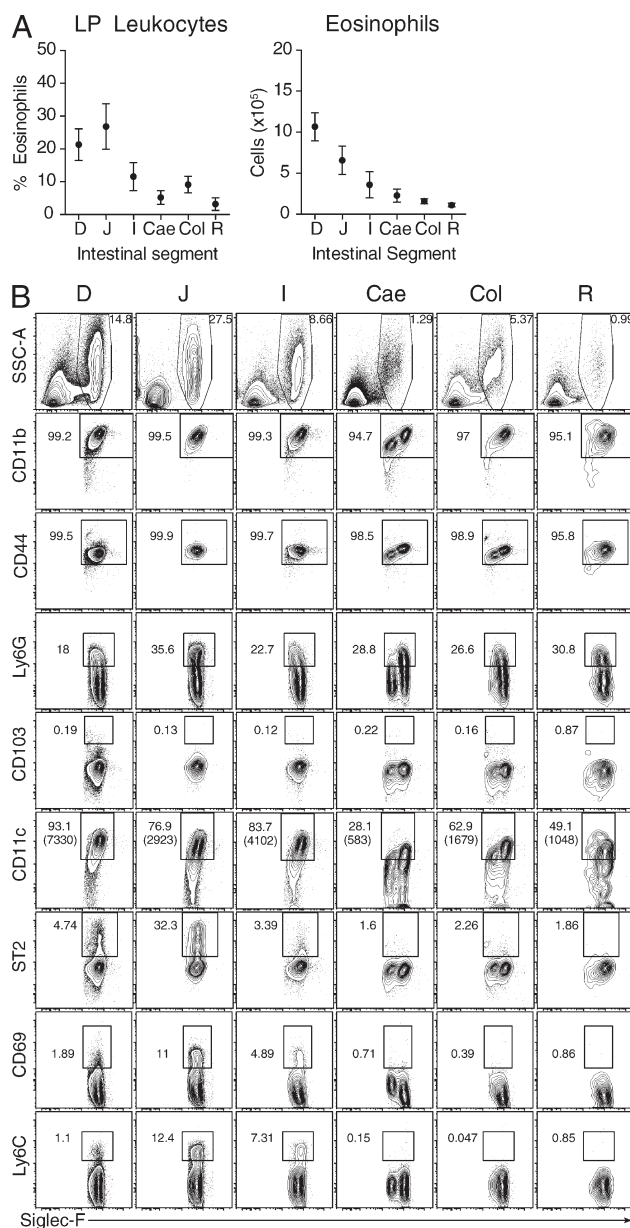 A
LP Leukocytes
Eosinophils
% Eosinophils
50
40
30
20
10
0
D J I Cae Col R
Intestinal segment
Cells (x10⁵)
20
15
10
5
0
D J I Cae Col R
Intestinal Segment
B
D J I Cae Col R
SSC-A
14.8 27.5 8.66 1.29 5.37 0.99
CD11b
99.2 99.5 99.3 94.7 97 95.1
CD44
99.5 99.9 99.7 98.5 98.9 95.8
Ly6G
18 35.6 22.7 28.8 26.6 30.8
CD103
0.19 0.13 0.12 0.22 0.16 0.87
CD11c
93.1 76.9 83.7 28.1 62.9 49.1
(7330) (2923) (4102) (583) (1679) (1048)
ST2
4.74 32.3 3.39 1.6 2.26 1.86
CD69
1.89 11 4.89 0.71 0.39 0.86
Ly6C
1.1 12.4 7.31 0.15 0.047 0.85
Siglec-F